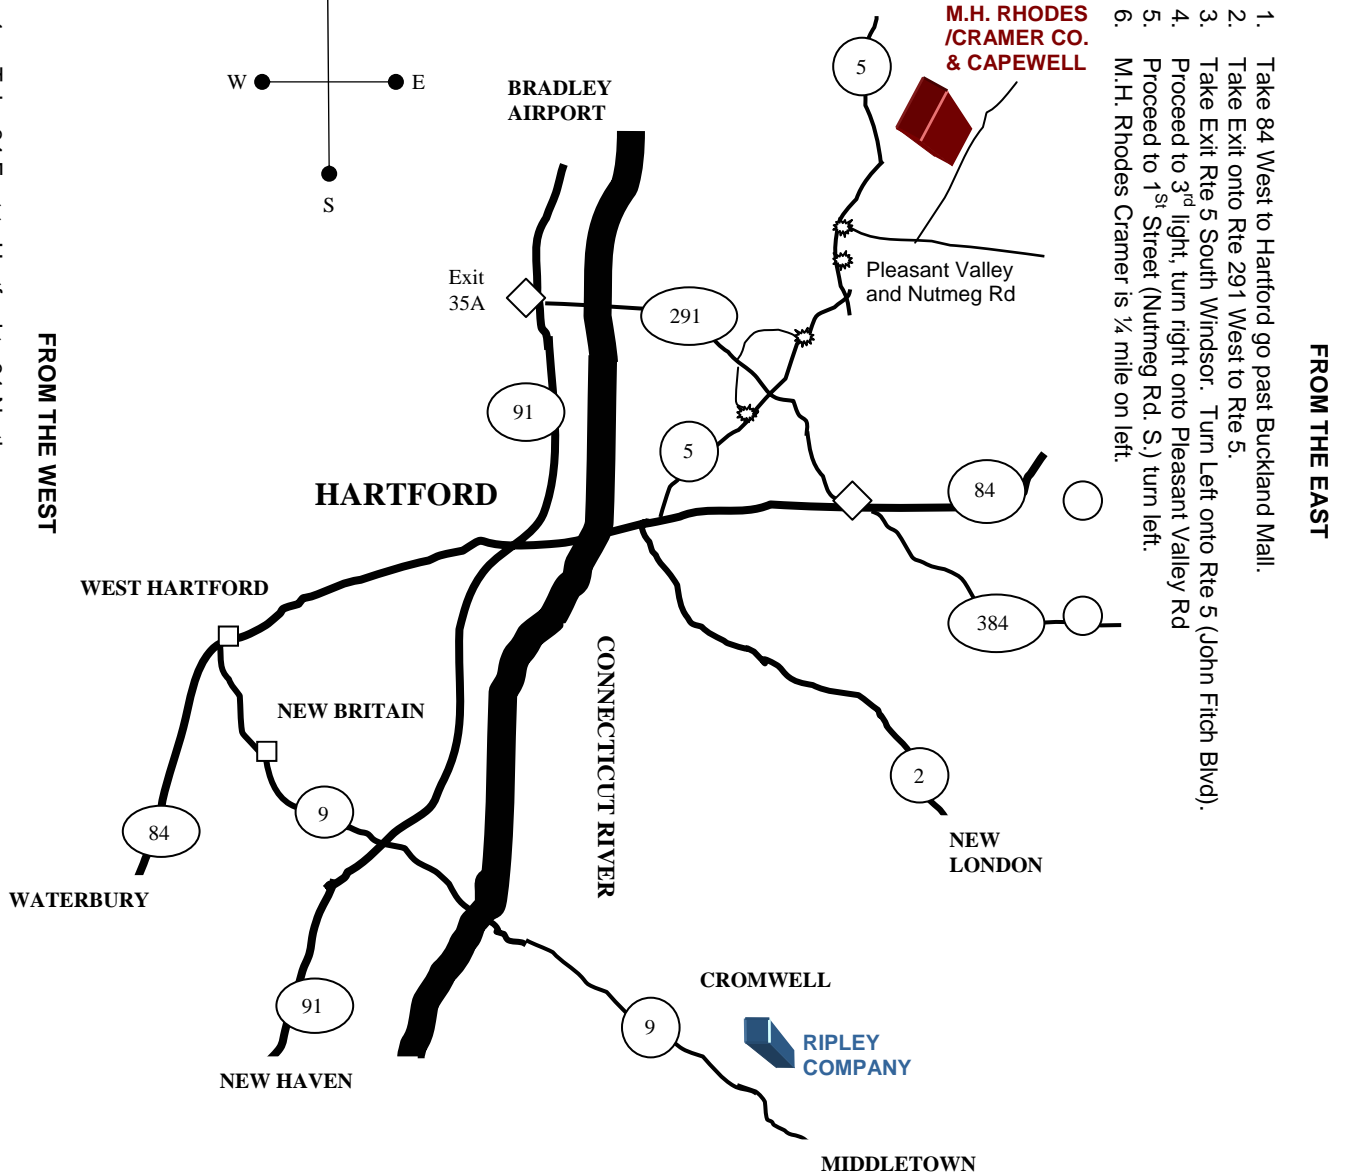 M.H. RHODES
/CRAMER CO.
& CAPEWELL
5
W
E
S
BRADLEY
AIRPORT
Exit
35A
291
Pleasant Valley
and Nutmeg Rd
91
5
HARTFORD
84
WEST HARTFORD
384
NEW BRITAIN
CONNECTICUT RIVER
2
9
84
NEW
LONDON
WATERBURY
91
CROMWELL
9
RIPLEY
COMPANY
NEW HAVEN
MIDDLETOWN
FROM THE EAST
1. Take 84 West to Hartford go past Buckland Mall.
2. Take Exit onto Rte 291 West to Rte 5.
3. Take Exit Rte 5 South Windsor. Turn Left onto Rte 5 (John Fitch Blvd).
4. Proceed to 3rd light, turn right onto Pleasant Valley Rd
5. Proceed to 1St Street (Nutmeg Rd. S.) turn left.
6. M.H. Rhodes Cramer is ¼ mile on left.
FROM THE WEST